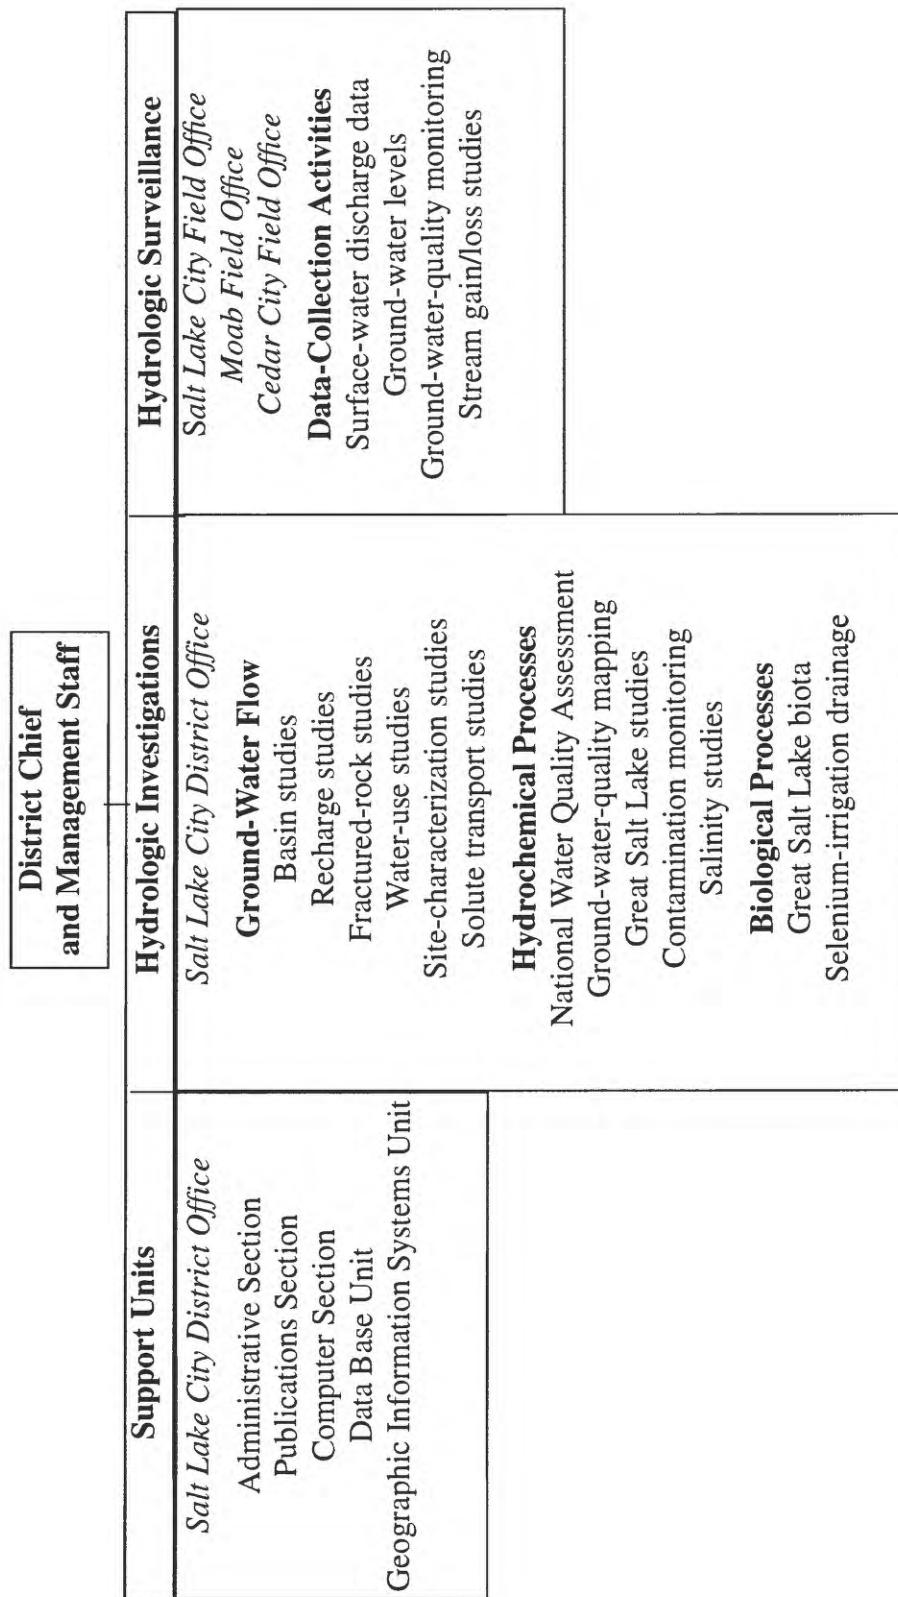 District Chief
and Management Staff
Support Units
Salt Lake City District Office
Administrative Section
Publications Section
Computer Section
Data Base Unit
Geographic Information Systems Unit
Hydrologic Investigations
Salt Lake City District Office
Ground-Water Flow
Basin studies
Recharge studies
Fractured-rock studies
Water-use studies
Site-characterization studies
Solute transport studies
Hydrochemical Processes
National Water Quality Assessment
Ground-water-quality mapping
Great Salt Lake studies
Contamination monitoring
Salinity studies
Biological Processes
Great Salt Lake biota
Selenium-irrigation drainage
Hydrologic Surveillance
Salt Lake City Field Office
Moab Field Office
Cedar City Field Office
Data-Collection Activities
Surface-water discharge data
Ground-water levels
Ground-water-quality monitoring
Stream gain/loss studies